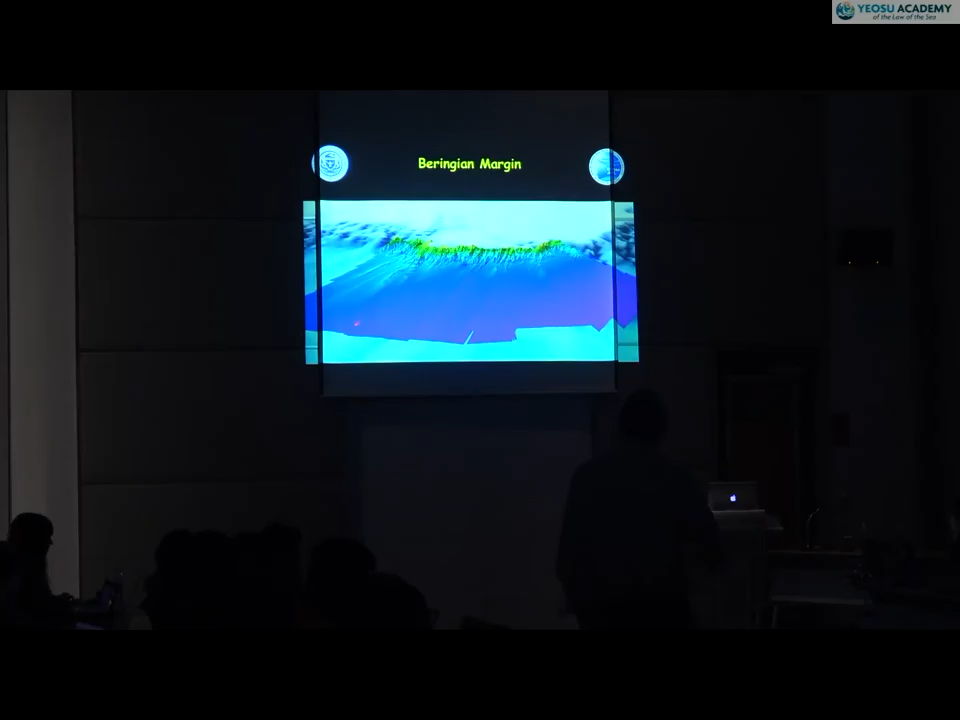 YEOSU ACADEMY
of the Law of the Sea
Beringian Margin